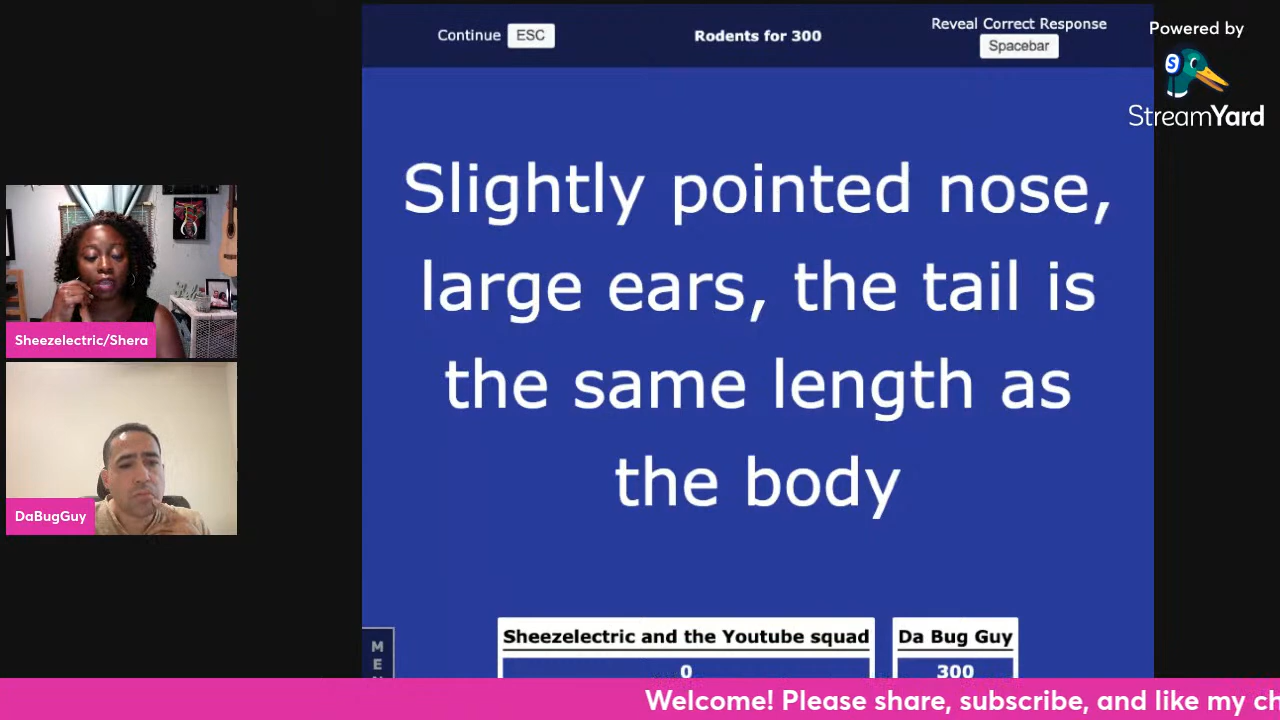 Continue ESC
Rodents for 300
Reveal Correct Response
Spacebar
Powered by
S
StreamYard
Slightly pointed nose,
large ears, the tail is
the same length as
the body
Sheezelectric/Shera
DaBugGuy
M
E
Sheezelectric and the Youtube squad
0
Da Bug Guy
300
Welcome! Please share, subscribe, and like my ch